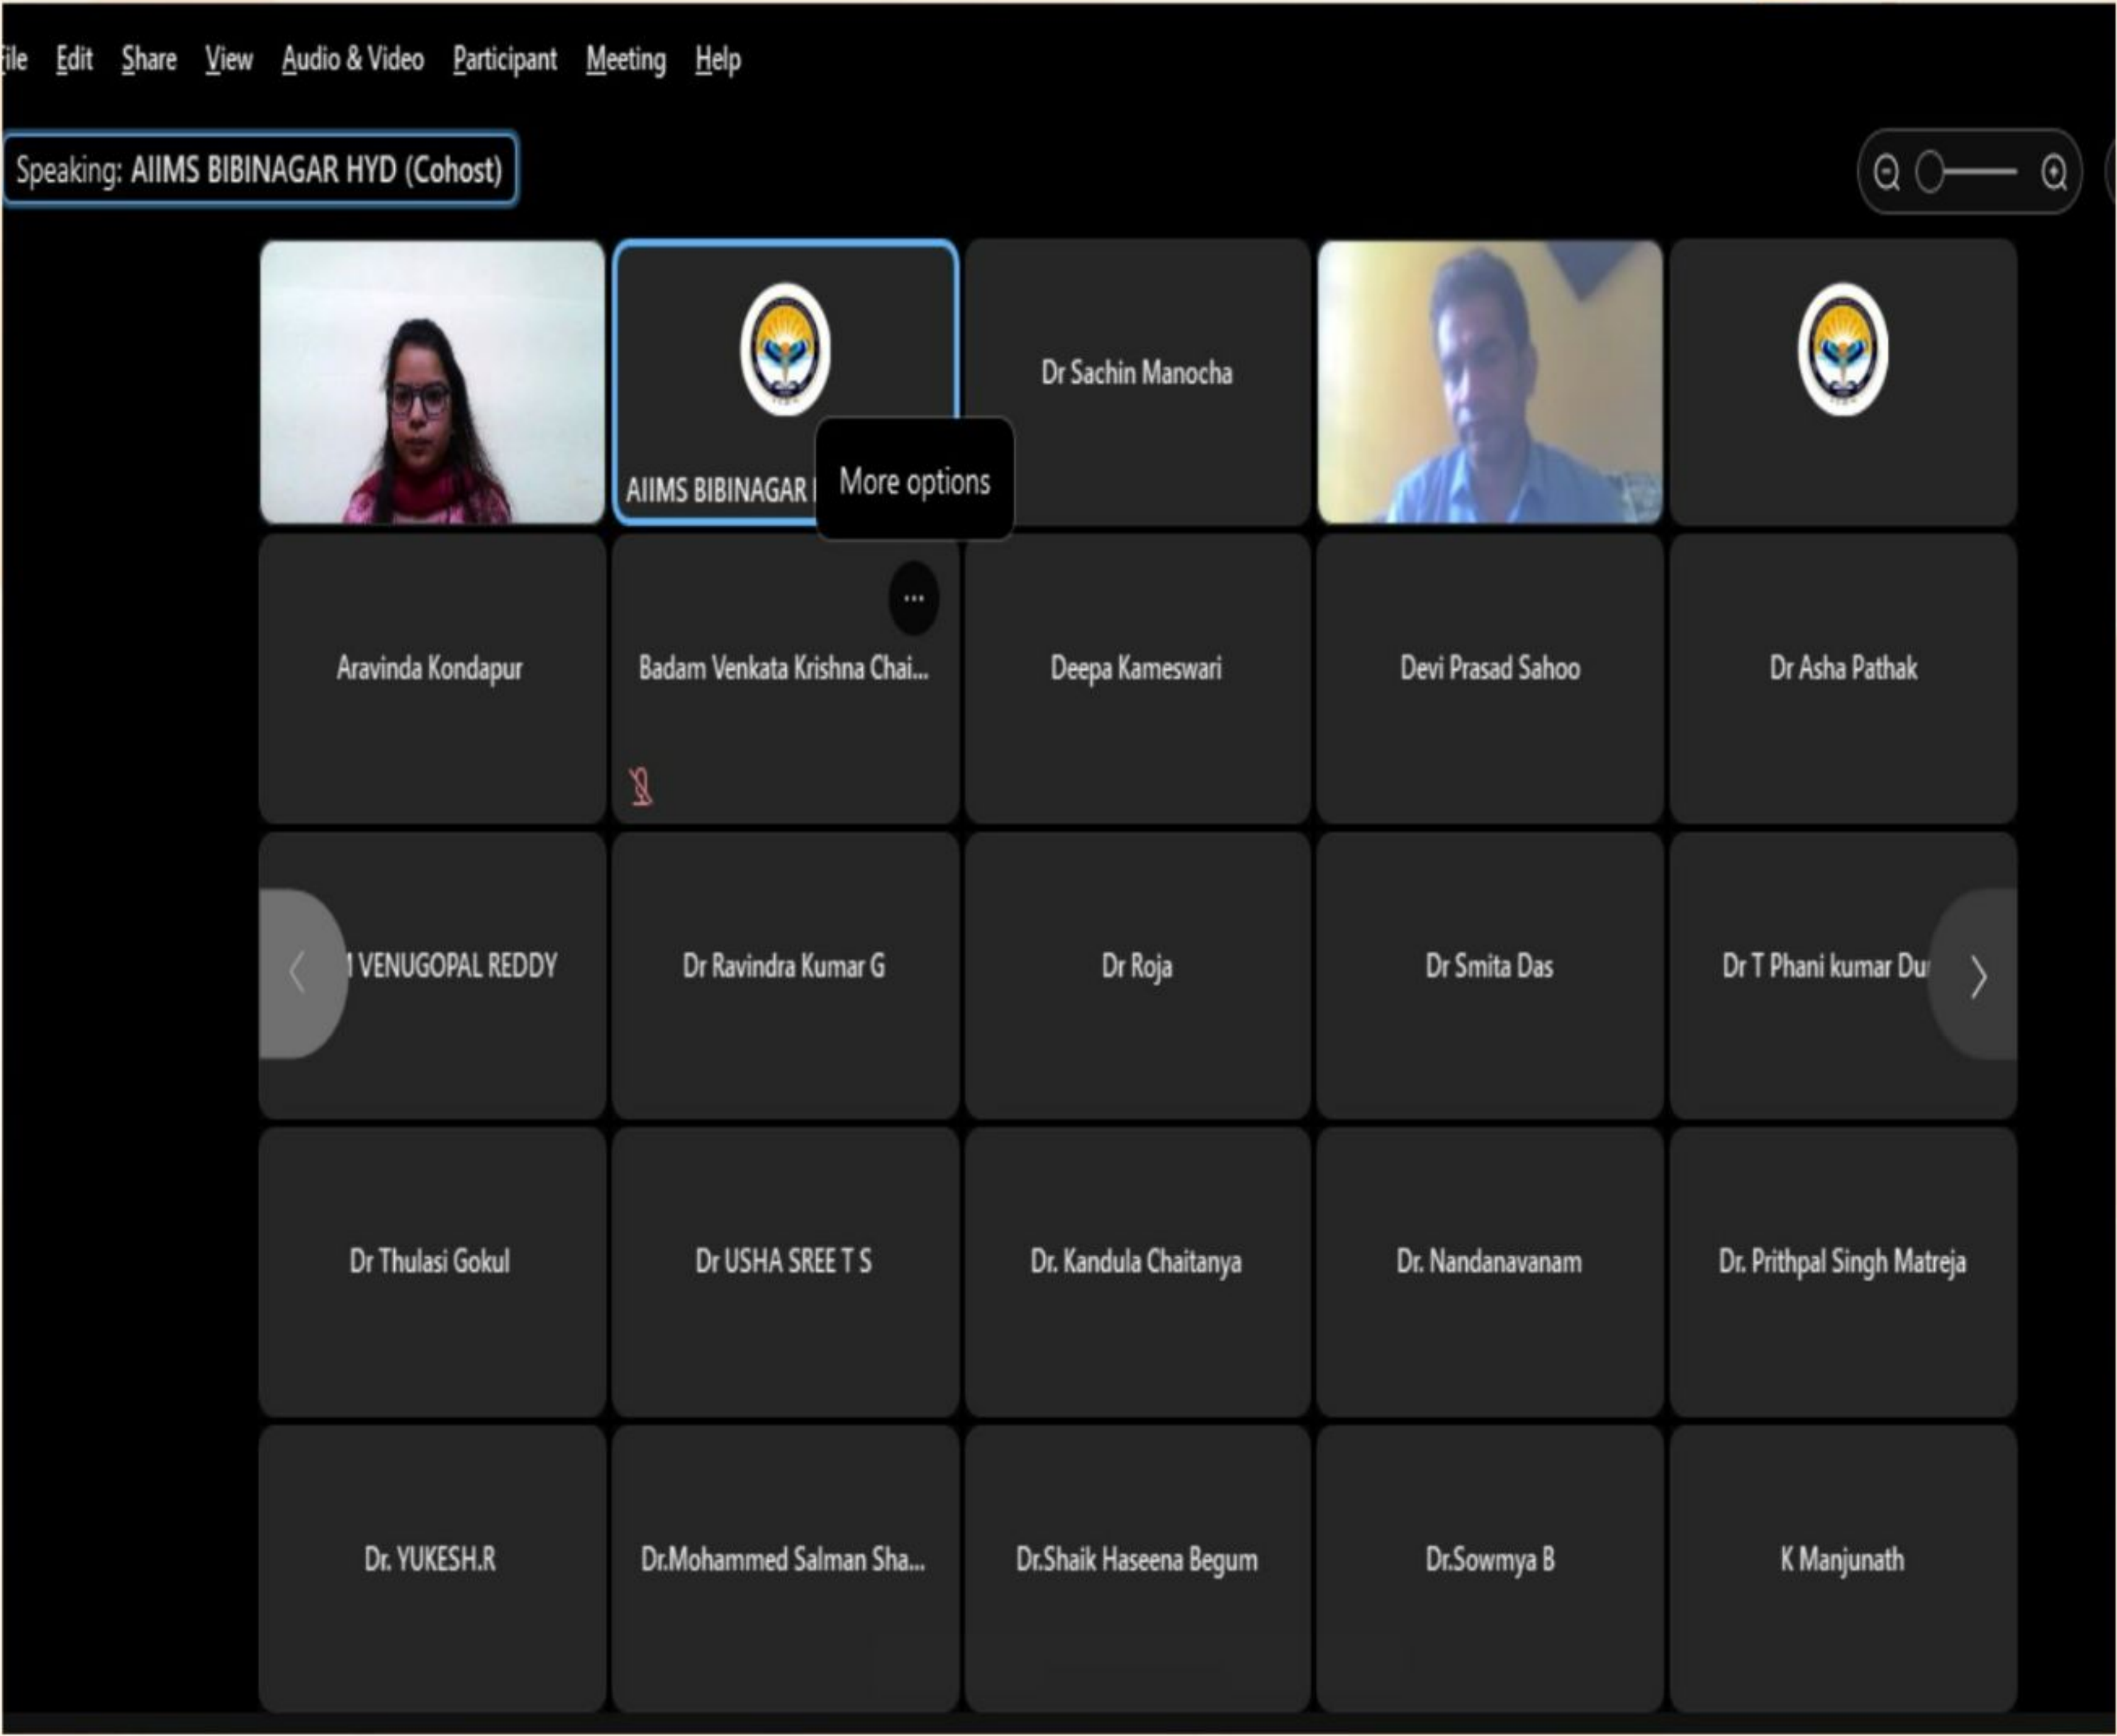 File Edit Share View Audio & Video Participant Meeting Help
Speaking: AIIMS BIBINAGAR HYD (Cohost)
Dr Sachin Manocha
AIIMS BIBINAGAR
More options
Aravinda Kondapur
Badam Venkata Krishna Chai...
Deepa Kameswari
Devi Prasad Sahoo
Dr Asha Pathak
VENUGOPAL REDDY
Dr Ravindra Kumar G
Dr Roja
Dr Smita Das
Dr T Phani kumar
Dr Thulasi Gokul
Dr USHA SREE T S
Dr. Kandula Chaitanya
Dr. Nandanavanam
Dr. Prithpal Singh Matreja
Dr. YUKESH.R
Dr.Mohammed Salman Sha...
Dr.Shaik Haseena Begum
Dr.Sowmya B
K Manjunath